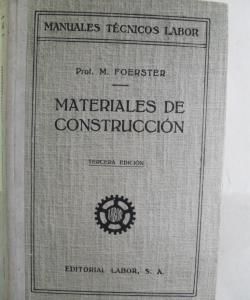 MANUALES TÉCNICOS LABOR
Prof. M. FOERSTER
MATERIALES DE
CONSTRUCCIÓN
TERCERA EDICIÓN
EDITORIAL LABOR, S. A.